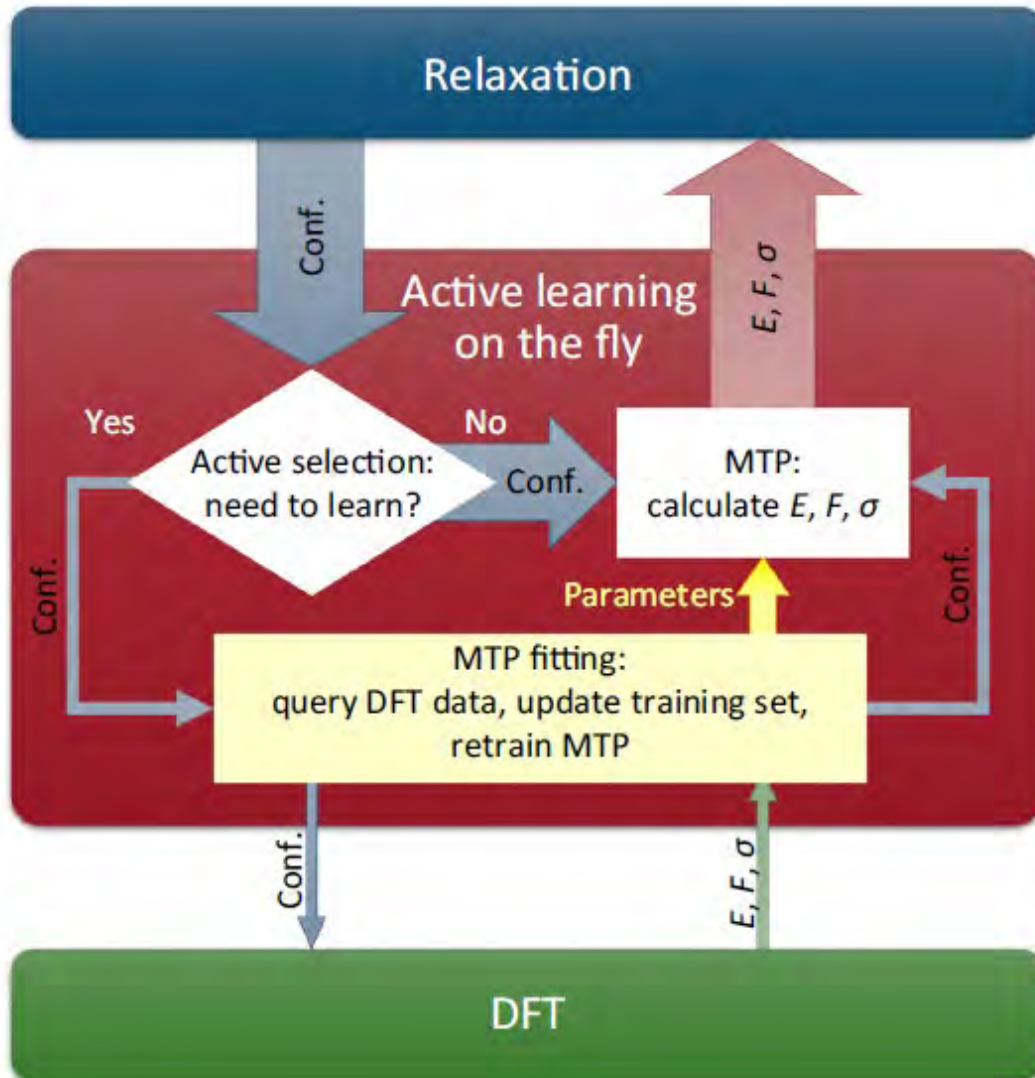 Relaxation
Conf.
E, F, σ
Active learning
on the fly
Yes
No
Active selection:
need to learn?
Conf.
MTP:
calculate E, F, σ
Conf.
Parameters
Conf.
MTP fitting:
query DFT data, update training set,
retrain MTP
Conf.
E, F, σ
DFT